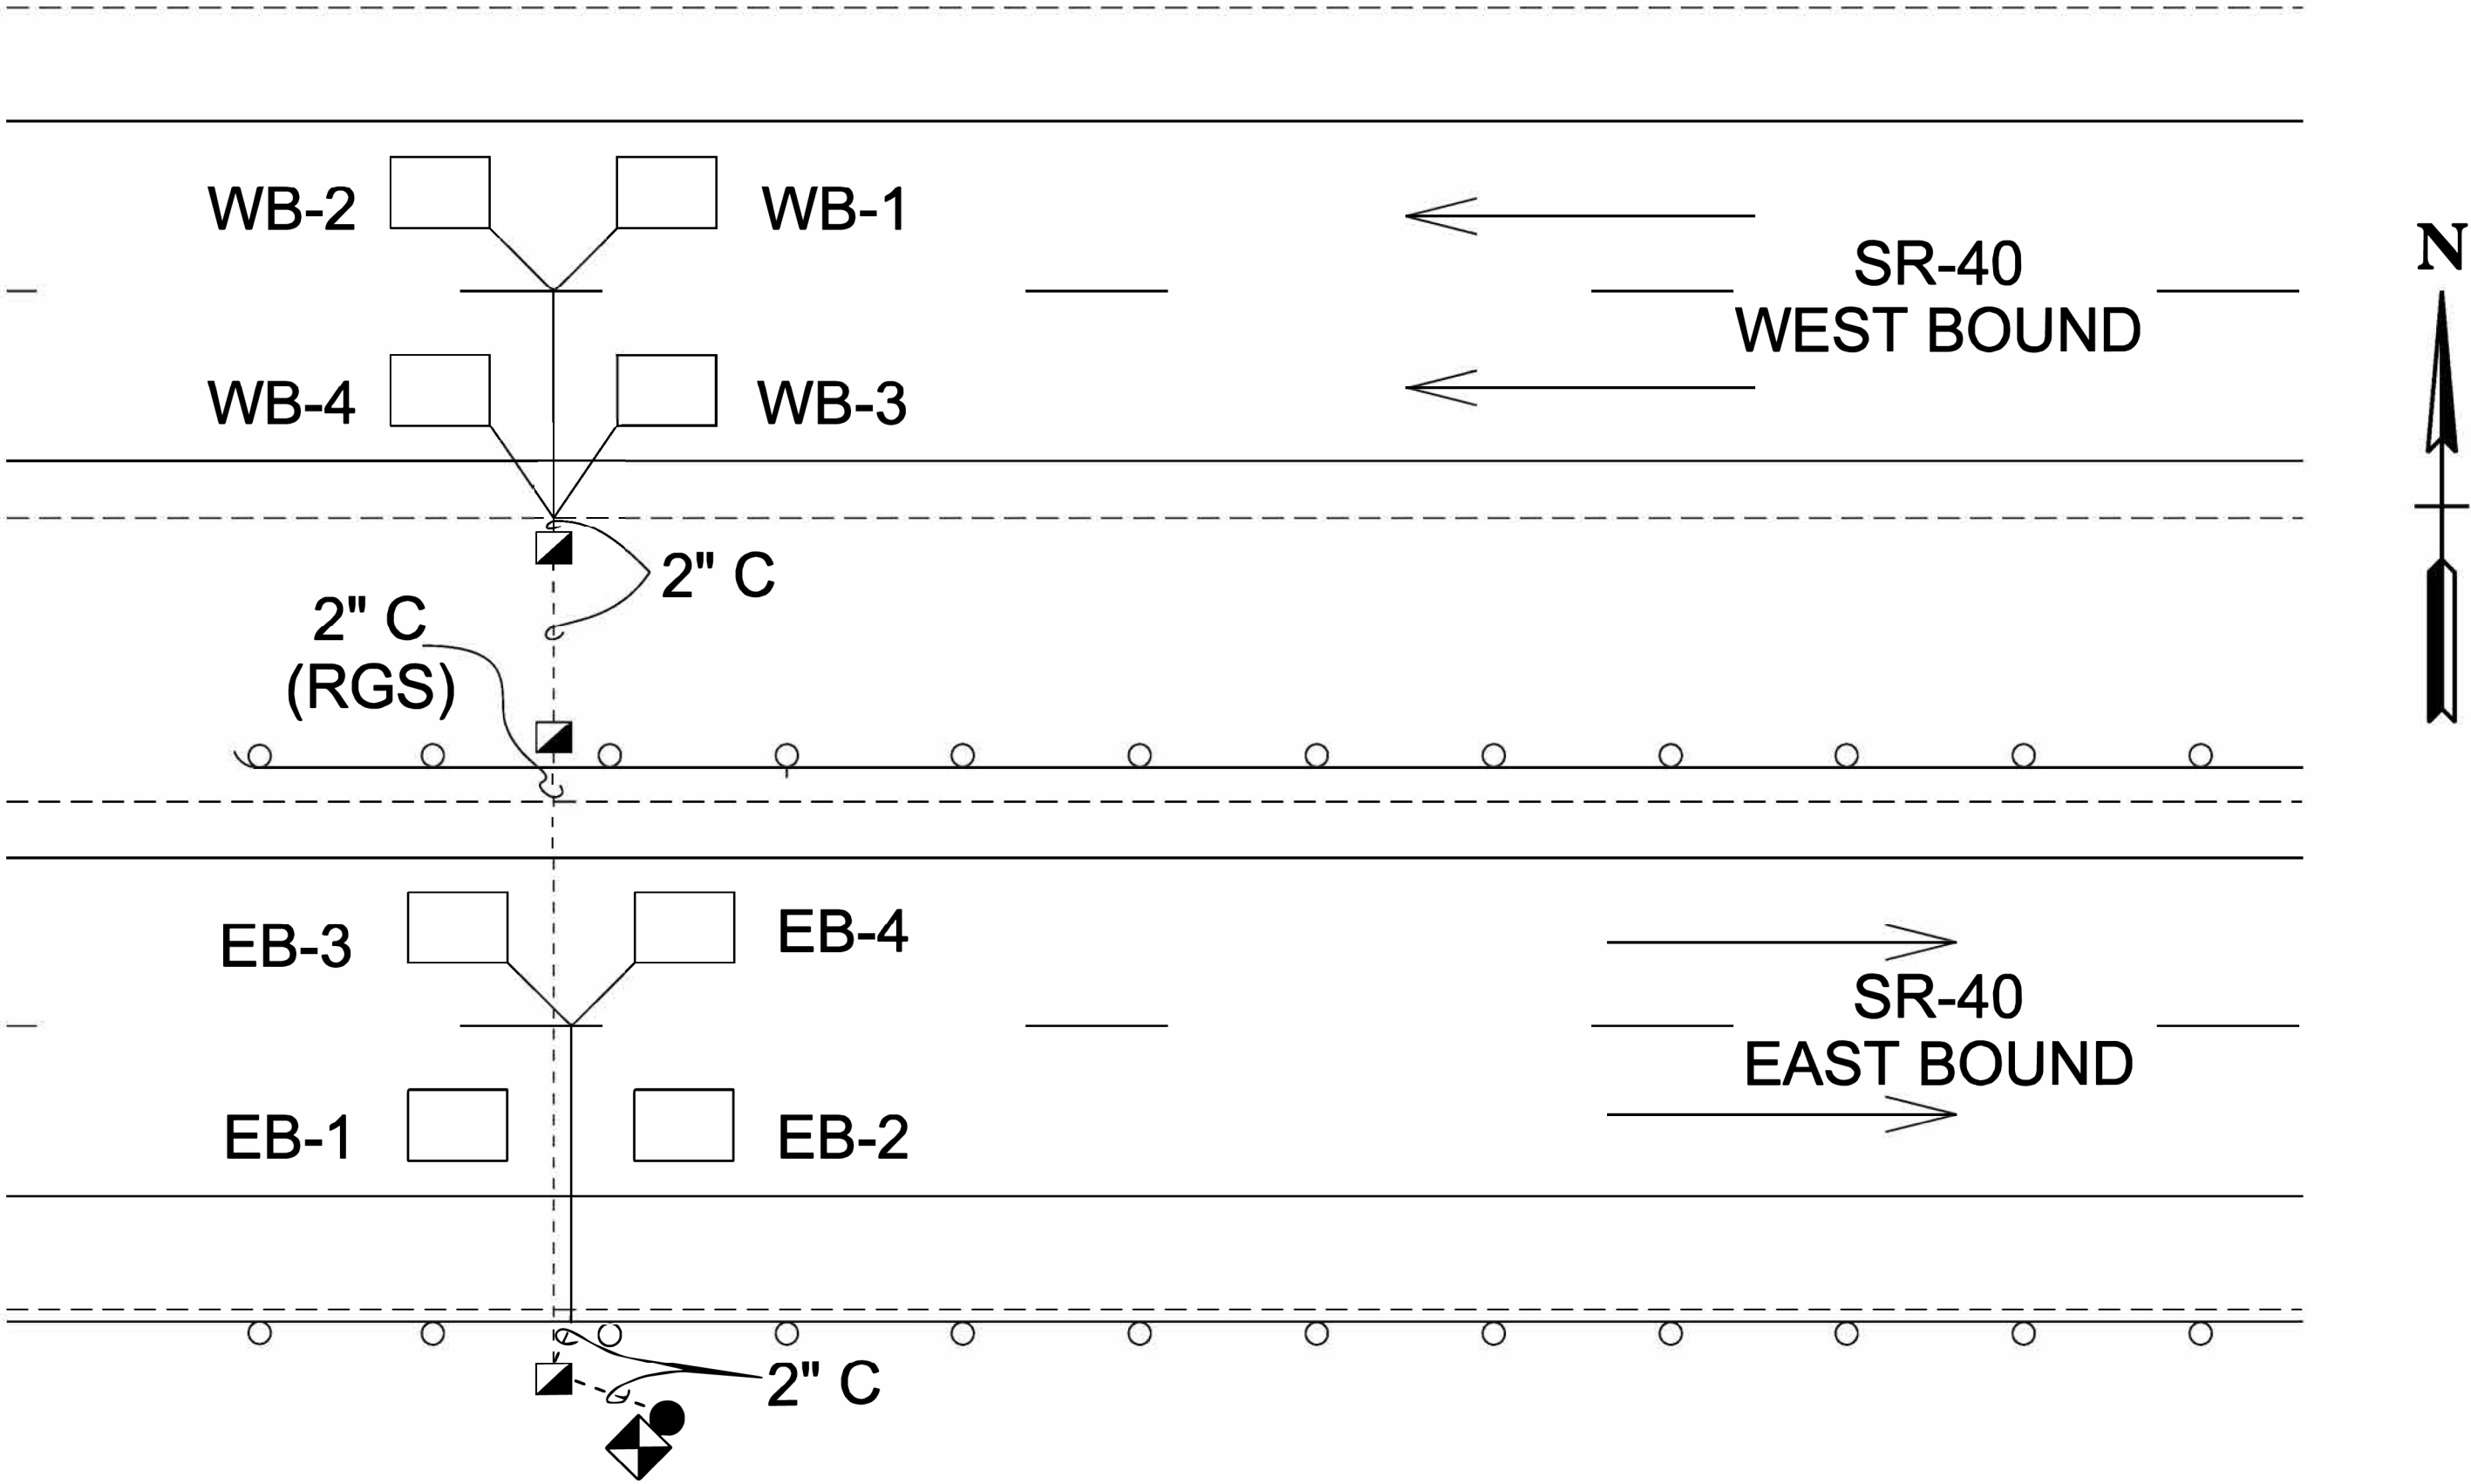 WB-2
WB-1
SR-40
WEST BOUND
N
WB-4
WB-3
2" C
2" C
(RGS)
EB-3
EB-4
SR-40
EAST BOUND
EB-1
EB-2
2" C